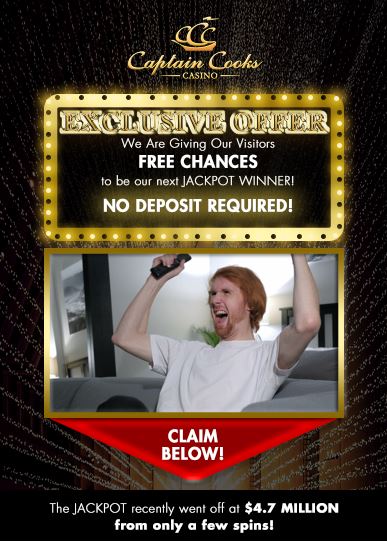 CCC
Captain Cooks
CASINO
EXCLUSIVE OFFER
We Are Giving Our Visitors
FREE CHANCES
to be our next JACKPOT WINNER!
NO DEPOSIT REQUIRED!
CLAIM
BELOW!
The JACKPOT recently went off at $4.7 MILLION
from only a few spins!